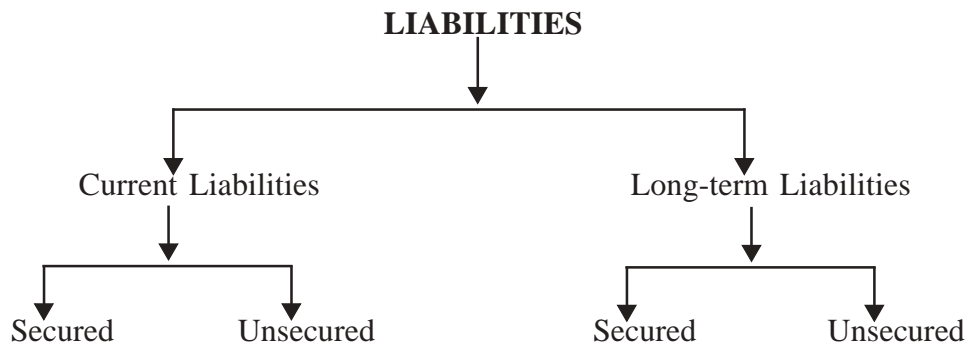 LIABILITIES
Current Liabilities Long-term Liabilities
Secured Unsecured Secured Unsecured